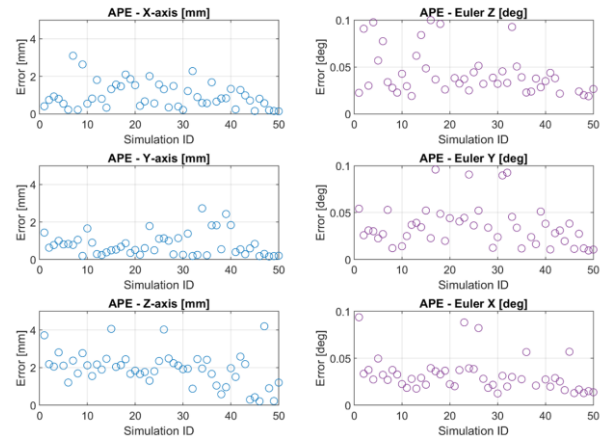 APE - X-axis [mm]
Error [mm]
4
2
0
0 10 20 30 40 50
Simulation ID
APE - Euler Z [deg]
Error [deg]
0.1
0.05
0
0 10 20 30 40 50
Simulation ID
APE - Y-axis [mm]
Error [mm]
4
2
0
0 10 20 30 40 50
Simulation ID
APE - Euler Y [deg]
Error [deg]
0.1
0.05
0
0 10 20 30 40 50
Simulation ID
APE - Z-axis [mm]
Error [mm]
4
2
0
0 10 20 30 40 50
Simulation ID
APE - Euler X [deg]
Error [deg]
0.1
0.05
0
0 10 20 30 40 50
Simulation ID